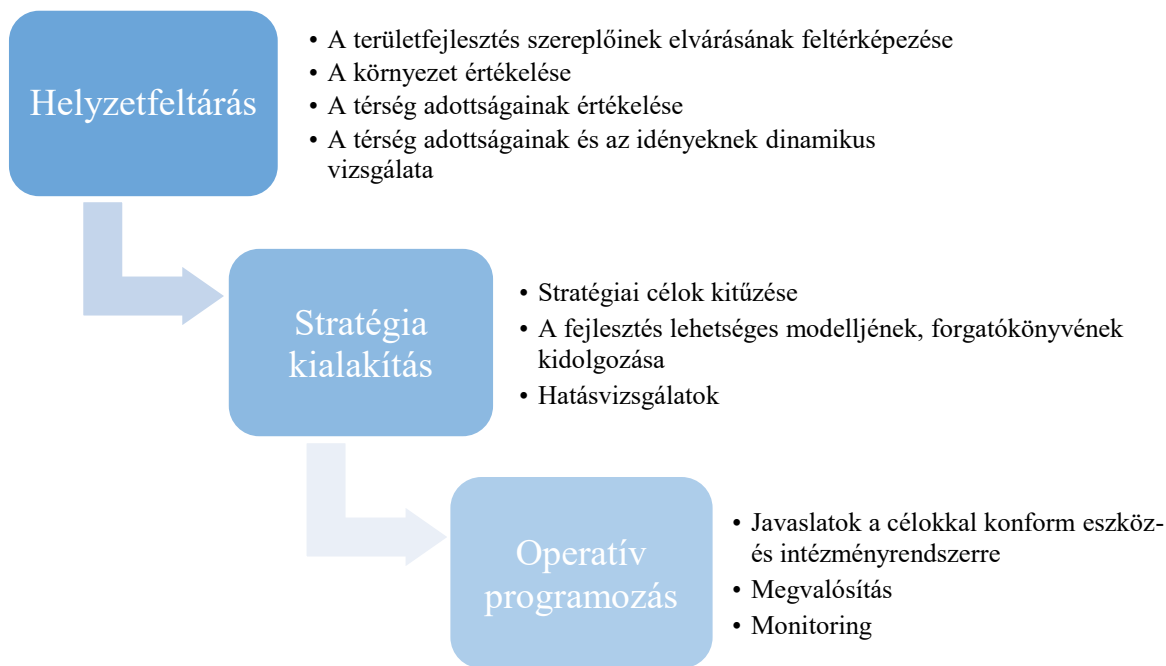 Helyzetfeltárás
• A területfejlesztés szereplőinek elvárásának feltérképezése
• A környezet értékelése
• A térség adottságainak értékelése
• A térség adottságainak és az idényeknek dinamikus
vizsgálata
Stratégia
kialakítás
• Stratégiai célok kitűzése
• A fejlesztés lehetséges modelljének, forgatókönyvének
kidolgozása
• Hatásvizsgálatok
Operatív
programozás
• Javaslatok a célokkal konform eszköz-
és intézményrendszerre
• Megvalósítás
• Monitoring